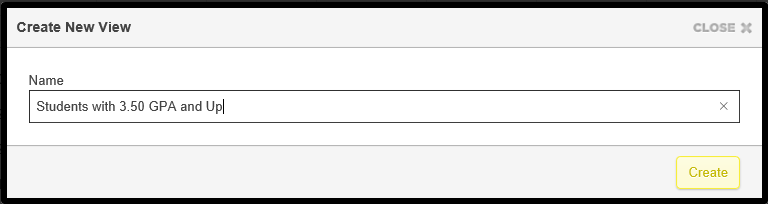 Create New View
CLOSE
Name
Students with 3.50 GPA and Up
Create